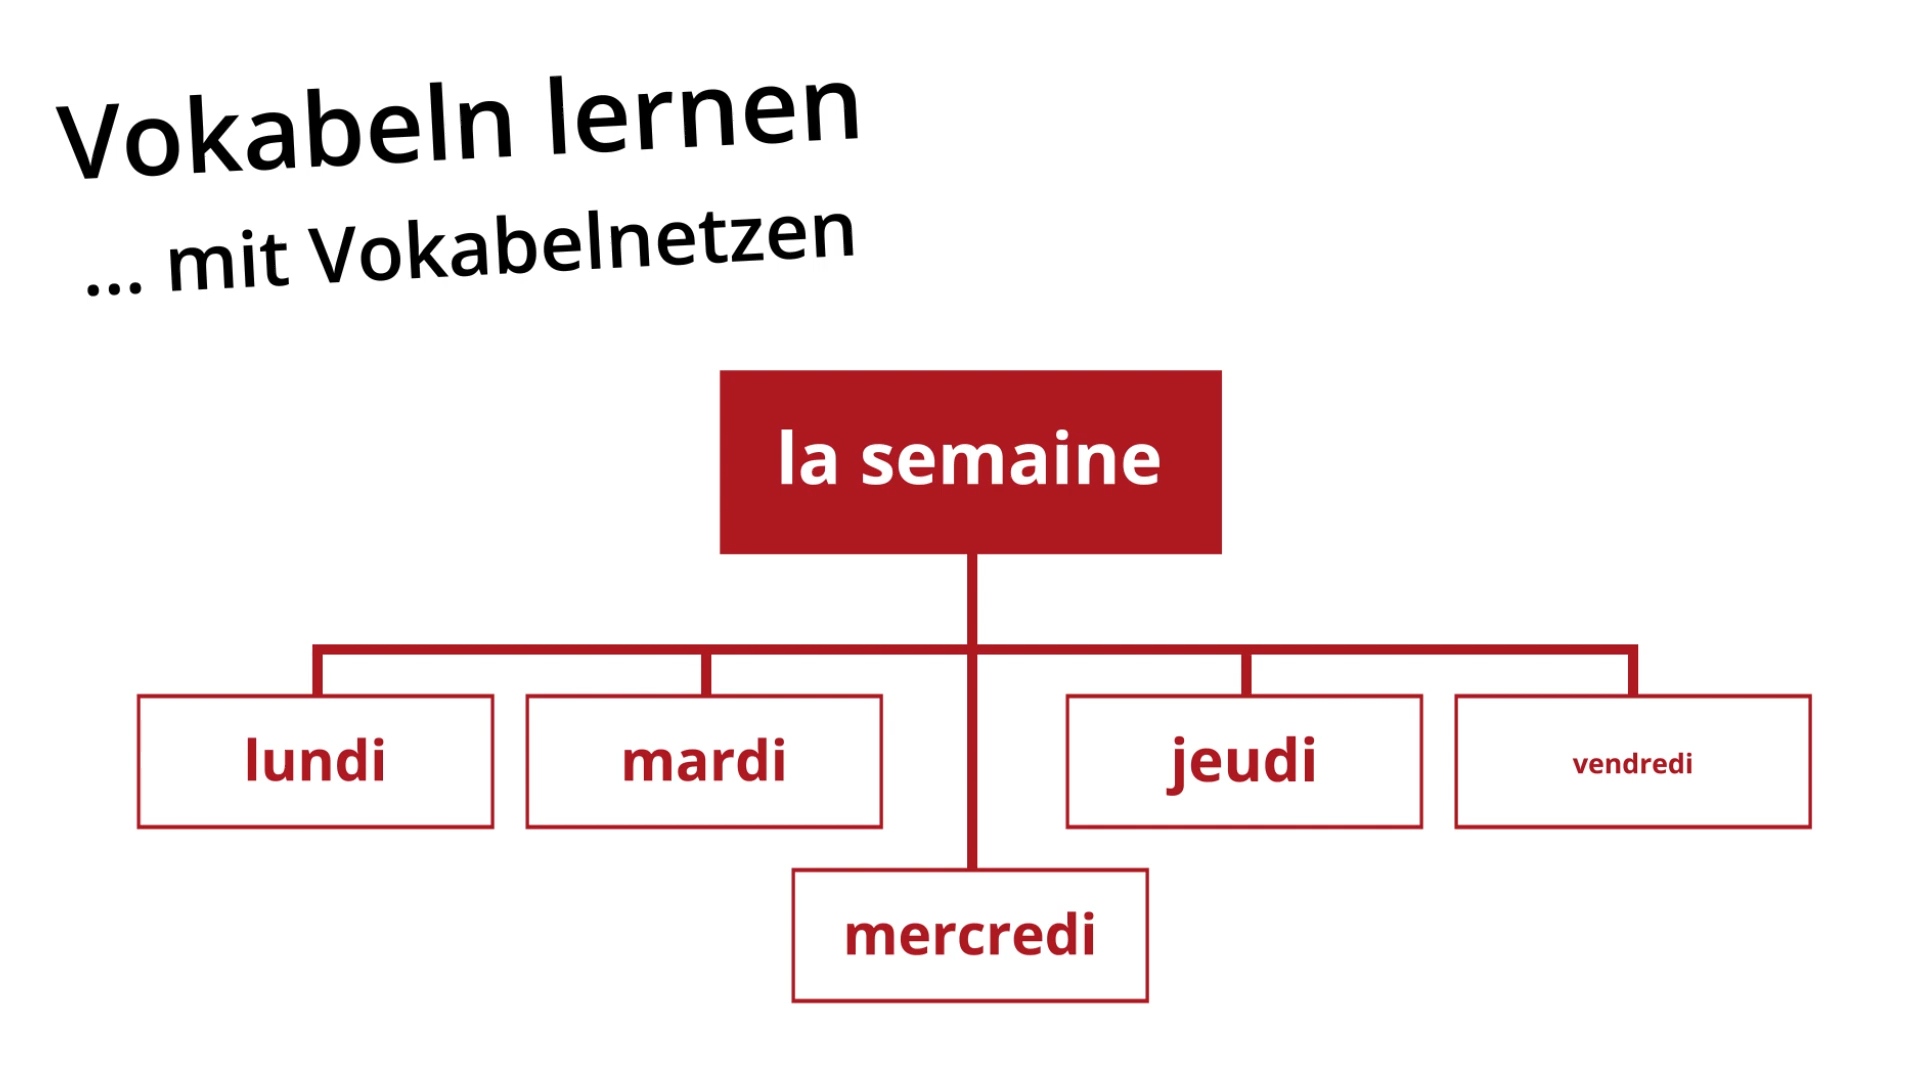 Vokabeln lernen
... mit Vokabelnetzen
la semaine
lundi
mardi
jeudi
vendredi
mercredi